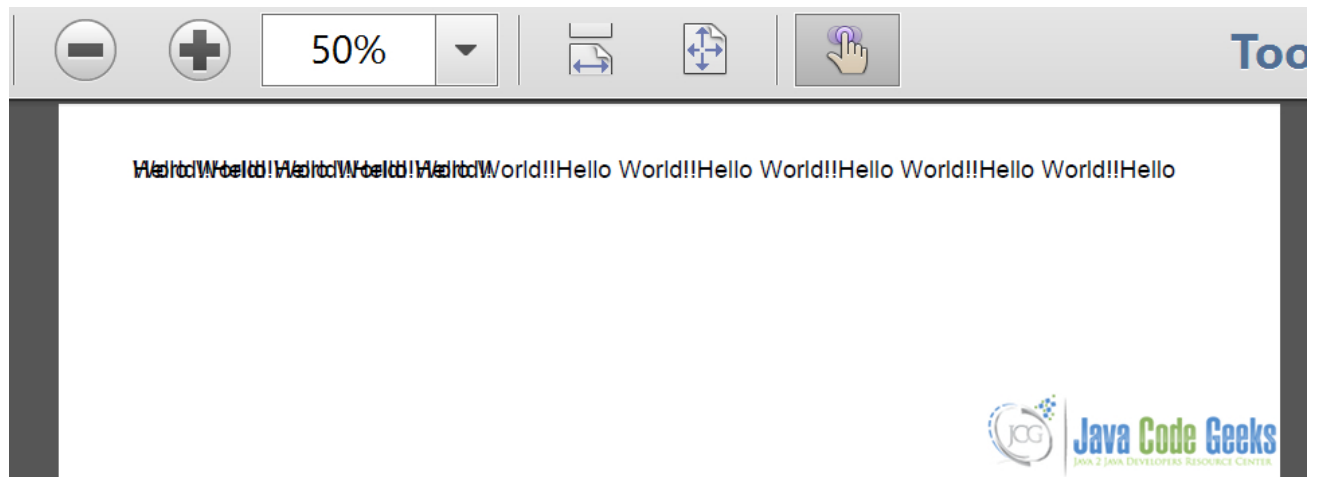 50%
Too
World!!Hello World!!Hello World!!Hello World!!Hello World!!Hello
JCG
Java Code Geeks
JAVA 2 JAVA DEVELOPERS RESOURCE CENTER